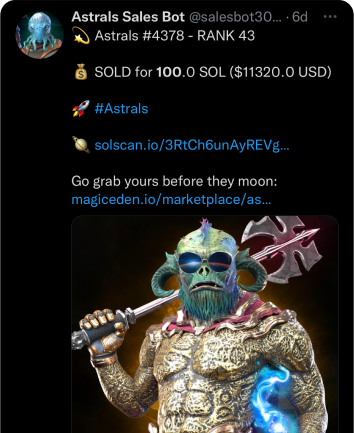 Astrals Sales Bot @salesbot30... · 6d ···
💫 Astrals #4378 - RANK 43
💰 SOLD for 100.0 SOL ($11320.0 USD)
🚀 #Astrals
🪐 solscan.io/3RtCh6unAyREVg...
Go grab yours before they moon:
magiceden.io/marketplace/as...